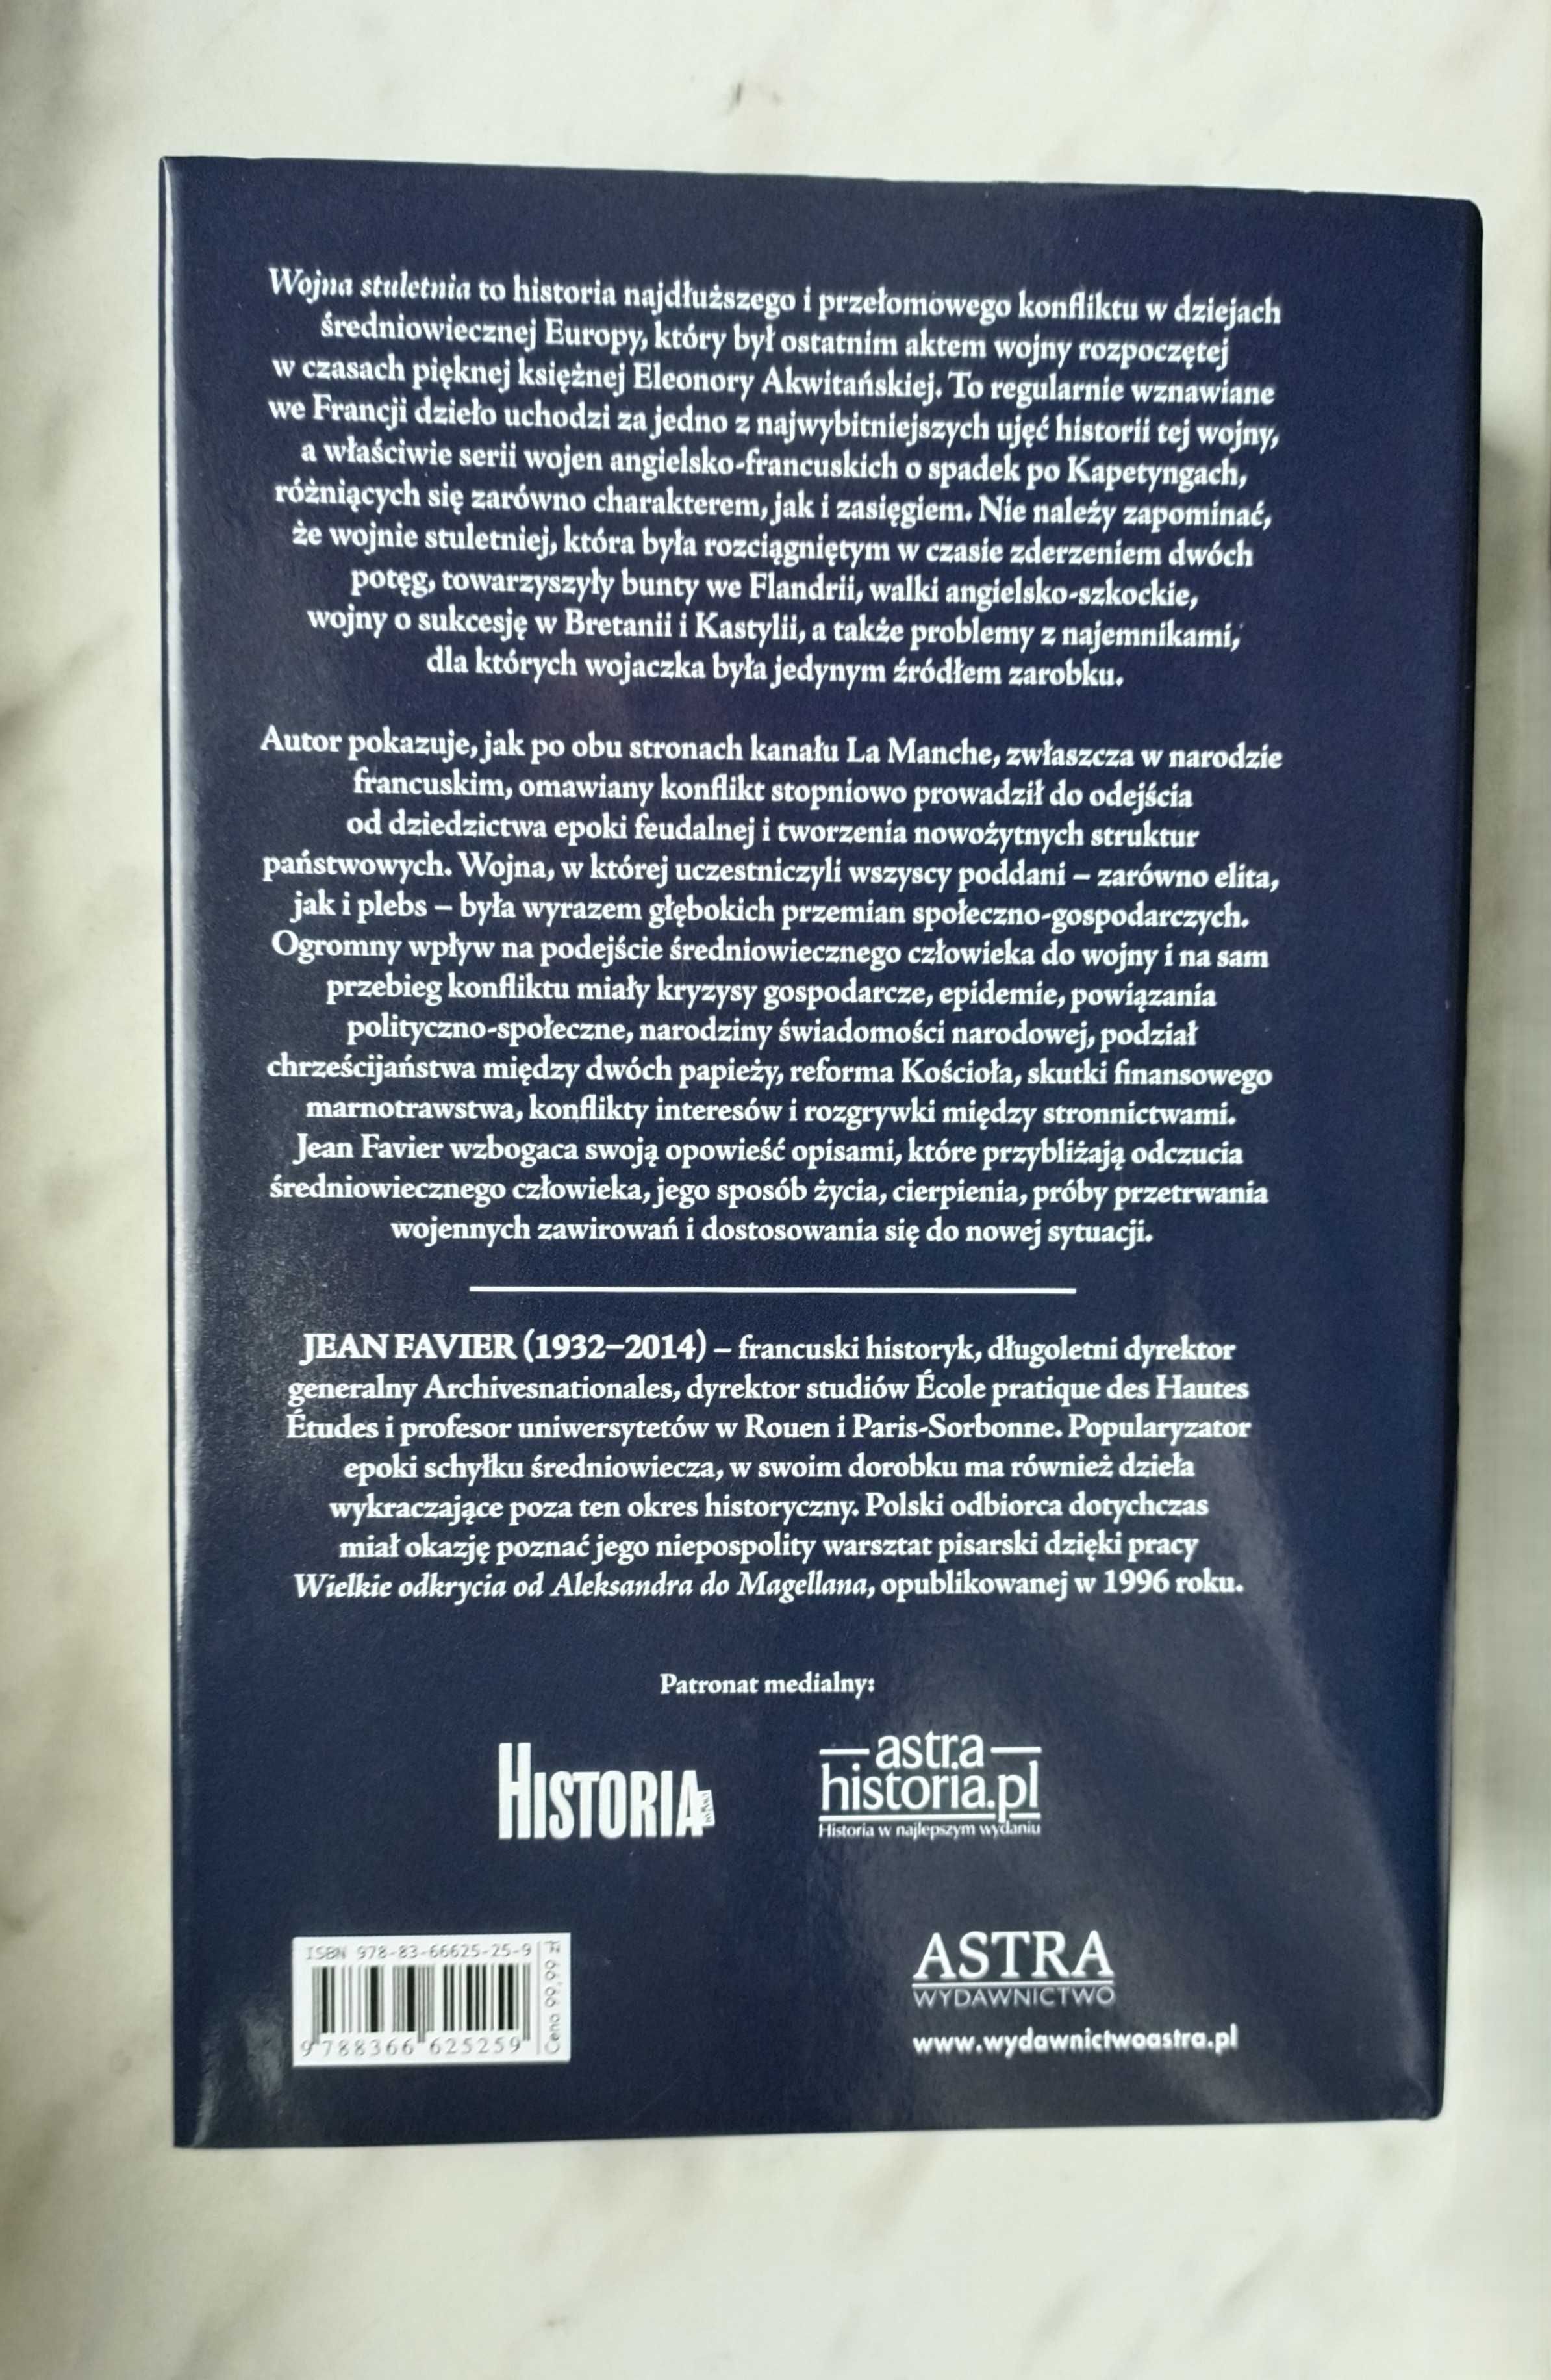 Wojna stuletnia to historia najdłuższego i przełomowego konfliktu w dziejach
średniowiecznej Europy, który był ostatnim aktem wojny rozpoczętej
w czasach pięknej księżnej Eleonory Akwitańskiej. To regularnie wznawiane
we Francji dzieło uchodzi za jedno z najwybitniejszych ujęć historii tej wojny,
a właściwie serii wojen angielsko-francuskich o spadek po Kapetyngach,
różniących się zarówno charakterem, jak i zasięgiem. Nie należy zapominać,
że wojnie stuletniej, która była rozciągniętym w czasie zderzeniem dwóch
potęg, towarzyszyły bunty we Flandrii, walki angielsko-szkockie,
wojny o sukcesję w Bretanii i Kastylii, a także problemy z najemnikami,
dla których wojaczka była jedynym źródłem zarobku.
Autor pokazuje, jak po obu stronach kanału La Manche, zwłaszcza w narodzie
francuskim, omawiany konflikt stopniowo prowadził do odejścia
od dziedzictwa epoki feudalnej i tworzenia nowożytnych struktur
państwowych. Wojna, w której uczestniczyli wszyscy poddani – zarówno elita,
jak i plebs – była wyrazem głębokich przemian społeczno-gospodarczych.
Ogromny wpływ na podejście średniowiecznego człowieka do wojny i na sam
przebieg konfliktu miały kryzysy gospodarcze, epidemie, powiązania
polityczno-społeczne, narodziny świadomości narodowej, podział
chrześcijaństwa między dwóch papieży, reforma Kościoła, skutki finansowego
marnotrawstwa, konflikty interesów i rozgrywki między stronnictwami.
Jean Favier wzbogaca swoją opowieść opisami, które przybliżają odczucia
średniowiecznego człowieka, jego sposób życia, cierpienia, próby przetrwania
wojennych zawirowań i dostosowania się do nowej sytuacji.
JEAN FAVIER (1932–2014) – francuski historyk, długoletni dyrektor
generalny Archivesnationales, dyrektor studiów École pratique des Hautes
Études i profesor uniwersytetów w Rouen i Paris-Sorbonne. Popularyzator
epoki schyłku średniowiecza, w swoim dorobku ma również dzieła
wykraczające poza ten okres historyczny. Polski odbiorca dotychczas
miał okazję poznać jego niepospolity warsztat pisarski dzięki pracy
Wielkie odkrycia od Aleksandra do Magellana, opublikowanej w 1996 roku.
Patronat medialny:
HISTORIA
astra
historia.pl
Historia w najlepszym wydaniu
ISBN 978-83-66625-25-9
9 788366 625259
Cena 99,99 zł
ASTRA
WYDAWNICTWO
www.wydawnictwoastra.pl